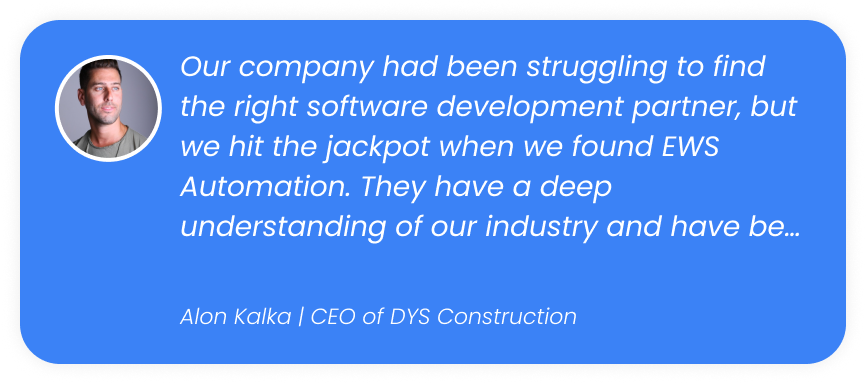 Our company had been struggling to find
the right software development partner, but
we hit the jackpot when we found EWS
Automation. They have a deep
understanding of our industry and have be...
Alon Kalka | CEO of DYS Construction